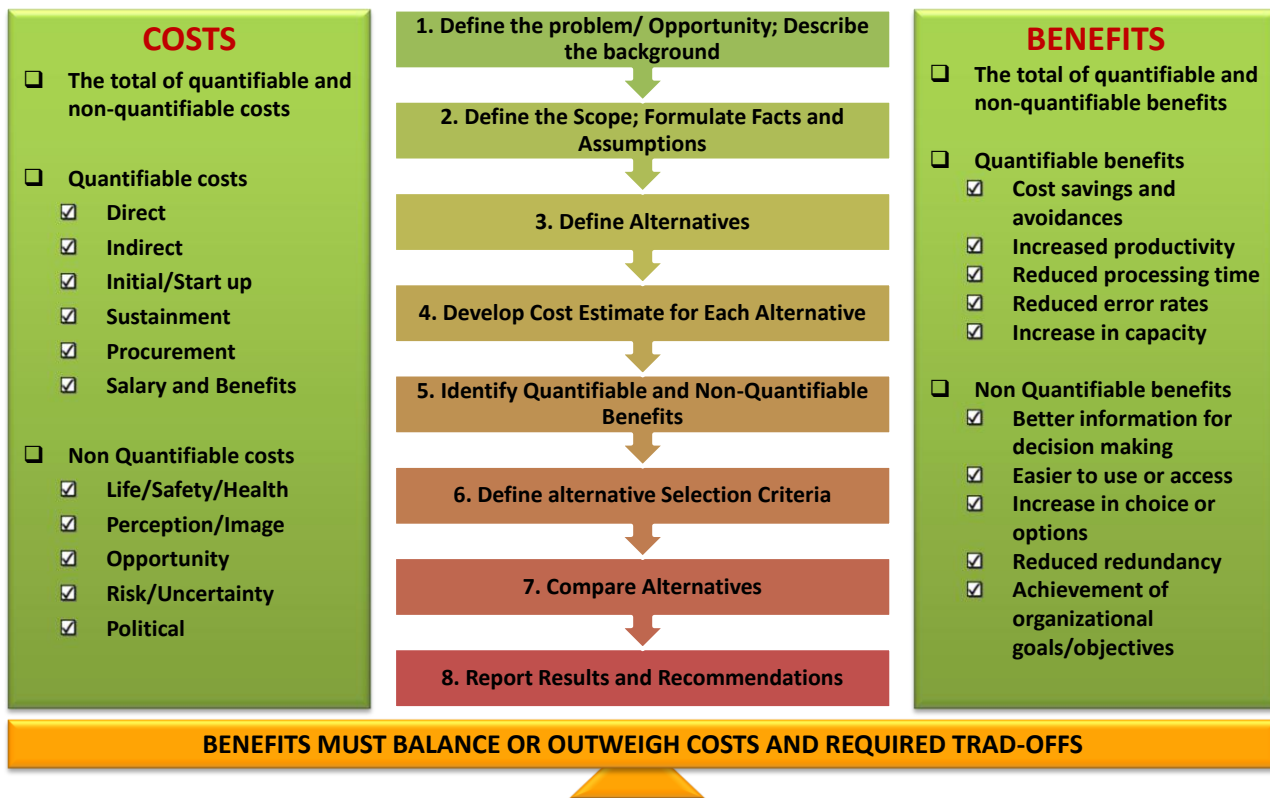 COSTS
The total of quantifiable and
non-quantifiable costs
Quantifiable costs
Direct
Indirect
Initial/Start up
Sustainment
Procurement
Salary and Benefits
Non Quantifiable costs
Life/Safety/Health
Perception/Image
Opportunity
Risk/Uncertainty
Political
1. Define the problem/ Opportunity; Describe
the background
2. Define the Scope; Formulate Facts and
Assumptions
3. Define Alternatives
4. Develop Cost Estimate for Each Alternative
5. Identify Quantifiable and Non-Quantifiable
Benefits
6. Define alternative Selection Criteria
7. Compare Alternatives
8. Report Results and Recommendations
BENEFITS
The total of quantifiable and
non-quantifiable benefits
Quantifiable benefits
Cost savings and
avoidances
Increased productivity
Reduced processing time
Reduced error rates
Increase in capacity
Non Quantifiable benefits
Better information for
decision making
Easier to use or access
Increase in choice or
options
Reduced redundancy
Achievement of
organizational
goals/objectives
BENEFITS MUST BALANCE OR OUTWEIGH COSTS AND REQUIRED TRAD-OFFS